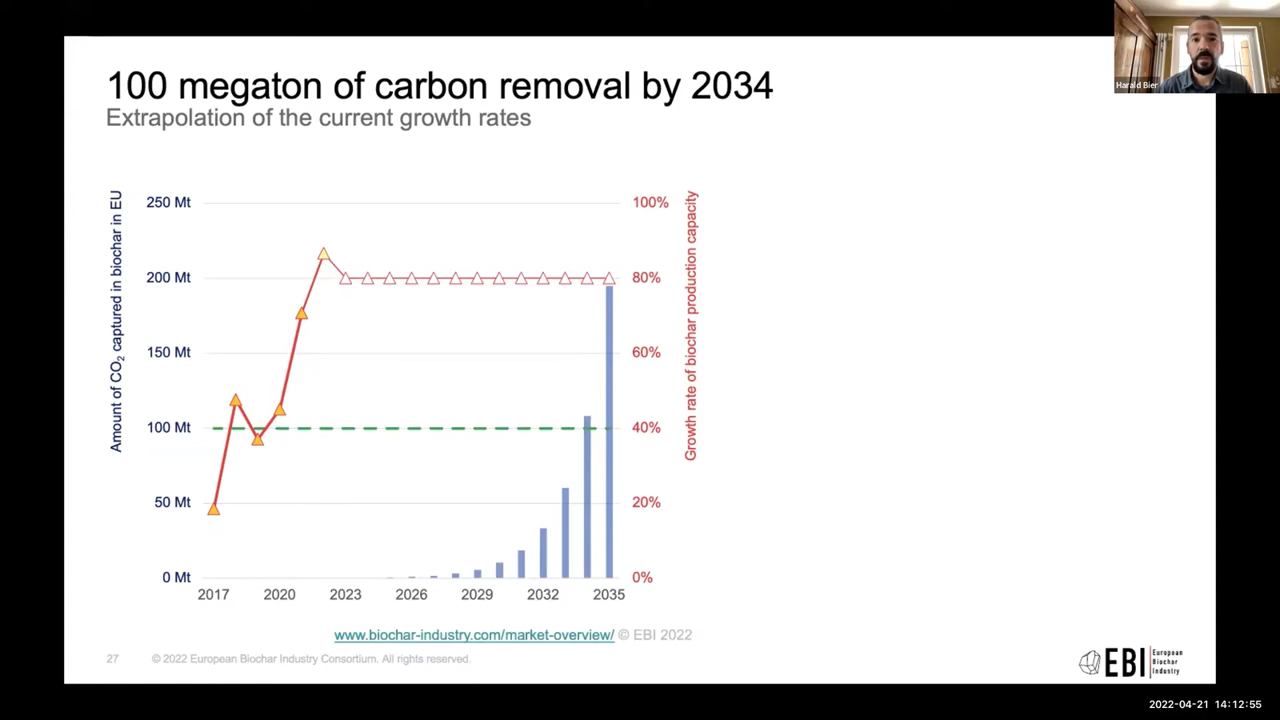 100 megaton of carbon removal by 2034
Extrapolation of the current growth rates
Harald Bier
Amount of CO₂ captured in biochar in EU
250 Mt
200 Mt
150 Mt
100 Mt
50 Mt
0 Mt
100%
80%
60%
40%
20%
0%
Growth rate of biochar production capacity
2017 2020 2023 2026 2029 2032 2035
www.biochar-industry.com/market-overview/ © EBI 2022
27 © 2022 European Biochar Industry Consortium. All rights reserved.
EBI European Biochar Industry
2022-04-21 14:12:55